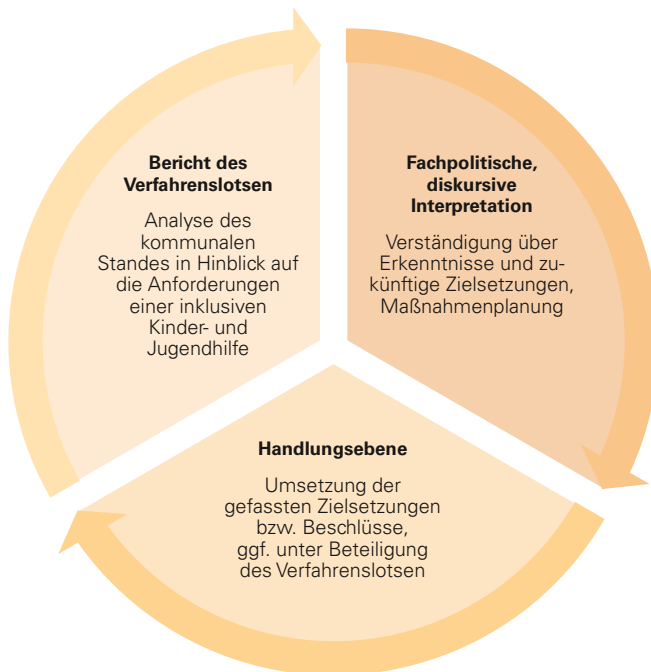 Bericht des
Verfahrenslotsen
Analyse des
kommunalen
Standes in Hinblick auf
die Anforderungen
einer inklusiven
Kinder- und
Jugendhilfe
Fachpolitische,
diskursive
Interpretation
Verständigung über
Erkenntnisse und zu-
künftige Zielsetzungen,
Maßnahmenplanung
Handlungsebene
Umsetzung der
gefassten Zielsetzungen
bzw. Beschlüsse,
ggf. unter Beteiligung
des Verfahrenslotsen